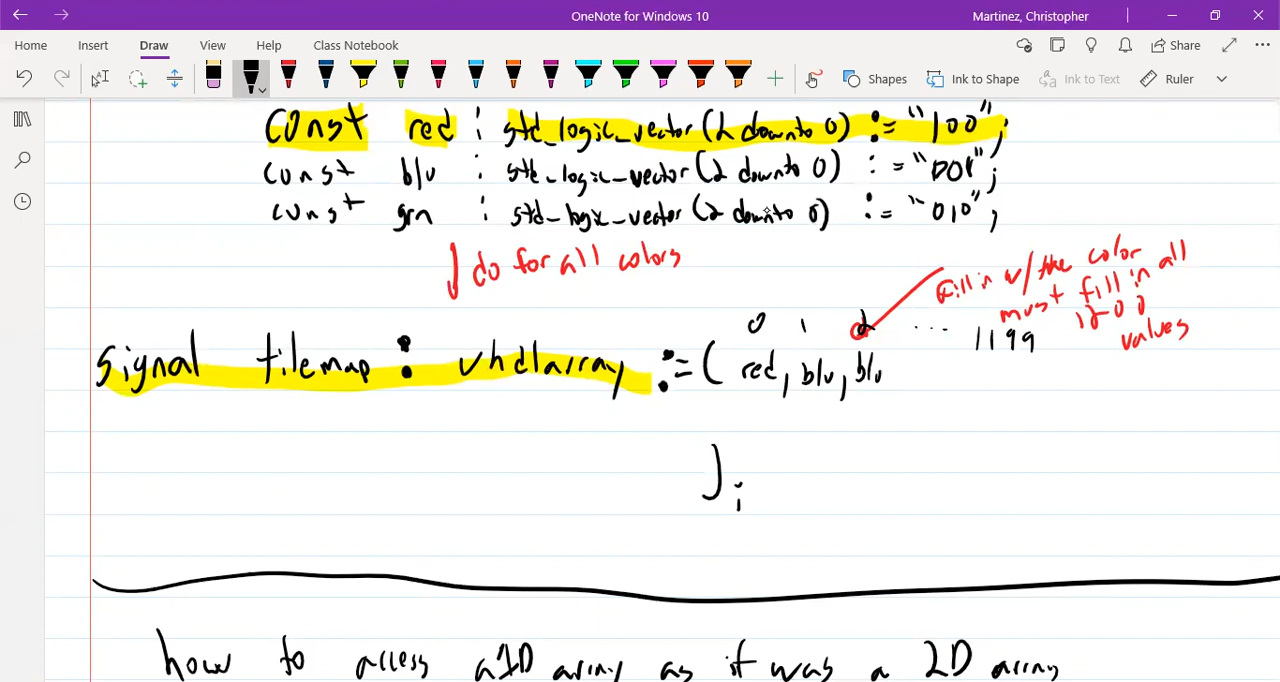 OneNote for Windows 10
Martinez, Christopher
Home Insert Draw View Help Class Notebook
Share
Shapes Ink to Shape Ink to Text Ruler
const red : std_logic_vector (2 downto 0) := "100";
const blu : std_logic_vector (2 downto 0) := "001";
const grn : std_logic_vector (2 downto 0) := "010";
do for all colors
Fill in w/ the color
must fill in all
1200
values
0 1 2 ... 1199
signal tilemap : vhdlarray := ( red, blu, blu
);
how to access a 1D array as if it was a 2D array